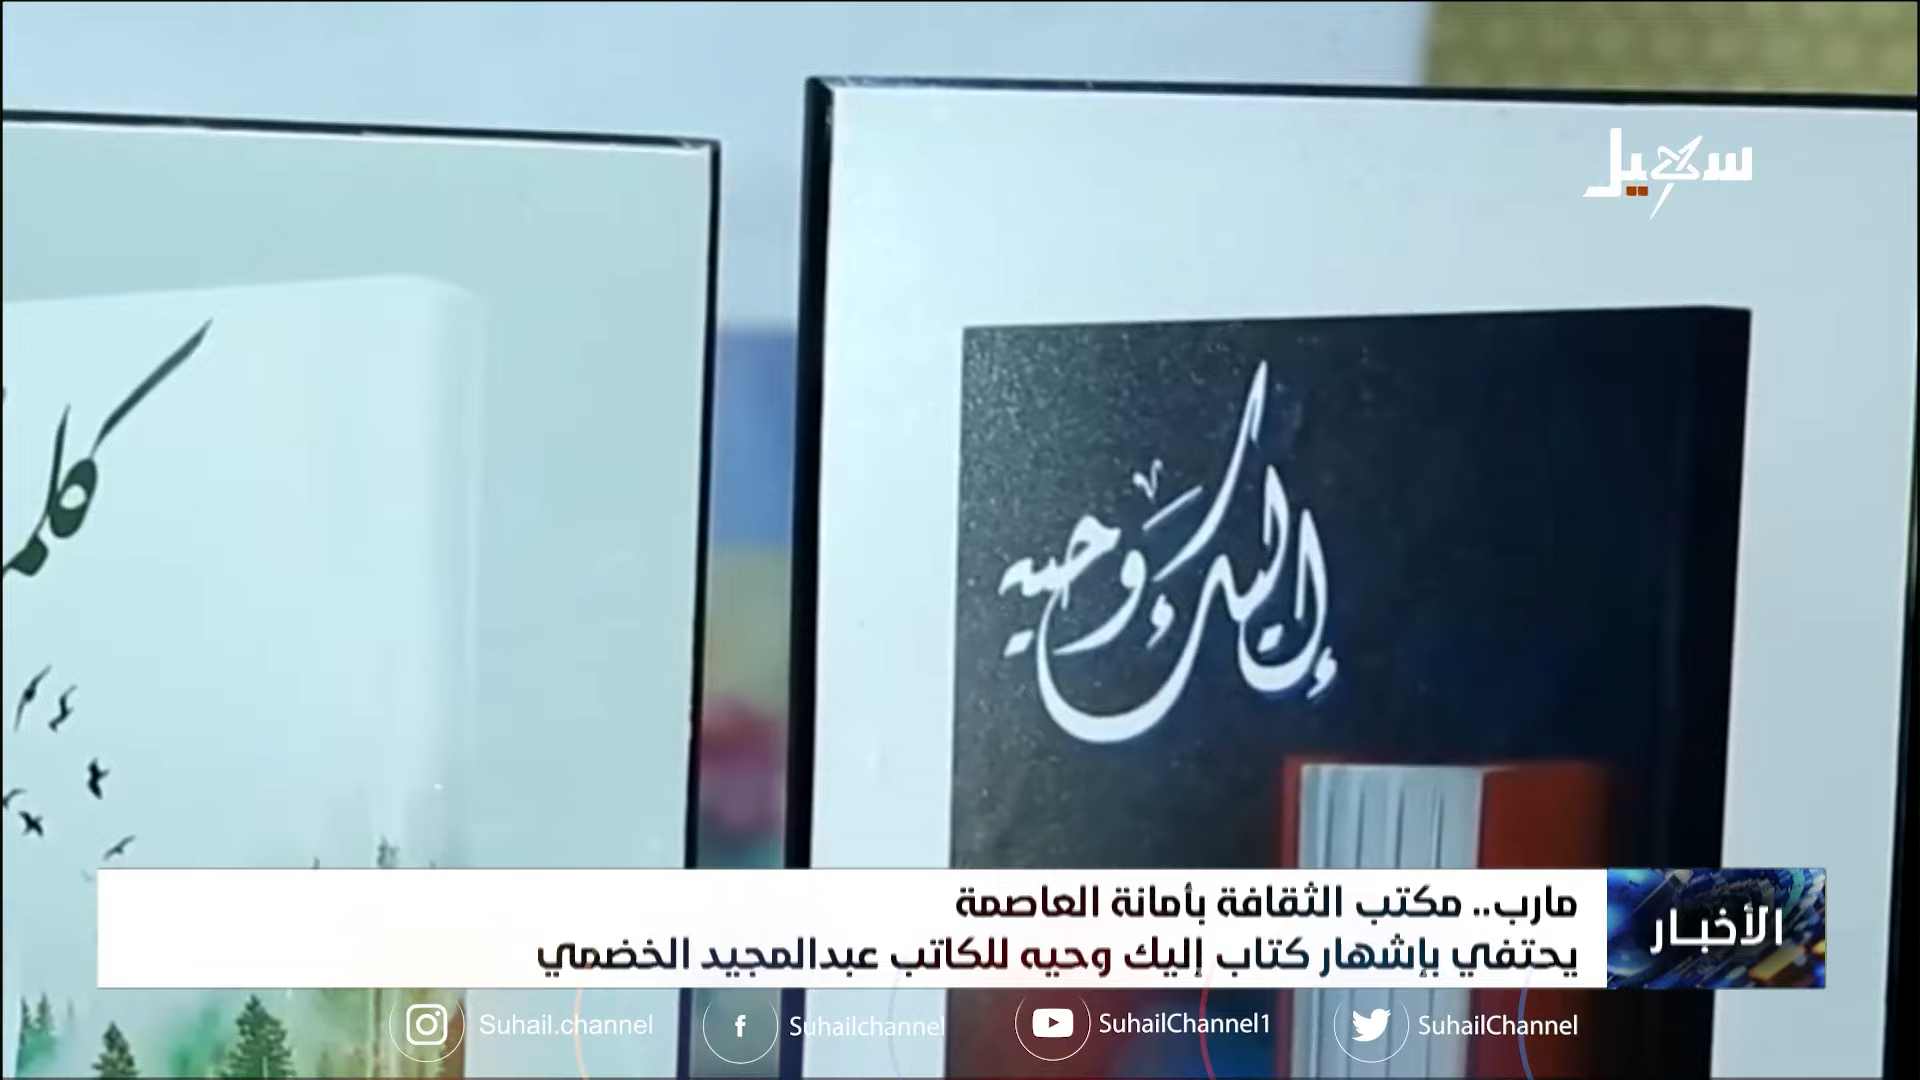 سهيل
إليك وحيه
مارب.. مكتب الثقافة بأمانة العاصمة
يحتفي بإشهار كتاب إليك وحيه للكاتب عبدالمجيد الخضمي
الأخبار
Suhail.channel
Suhailchannel
SuhailChannel1
SuhailChannel